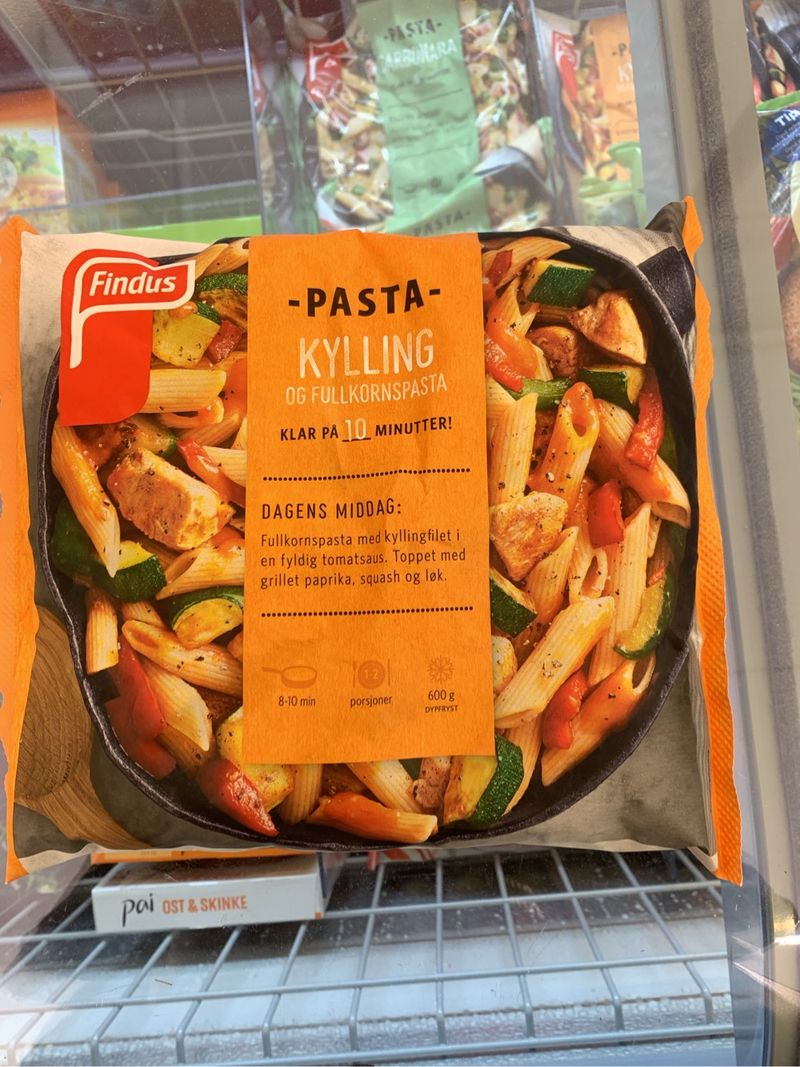 -PASTA-
CARBONARA
PASTA-
Findus
-PASTA-
KYLLING
OG FULLKORNSPASTA
KLAR PÅ 10 MINUTTER!
DAGENS MIDDAG:
Fullkornspasta med kyllingfilet i
en fyldig tomatsaus. Toppet med
grillet paprika, squash og løk.
8-10 min
1-2
porsjoner
600 g
DYPFRYST
pai OST & SKINKE